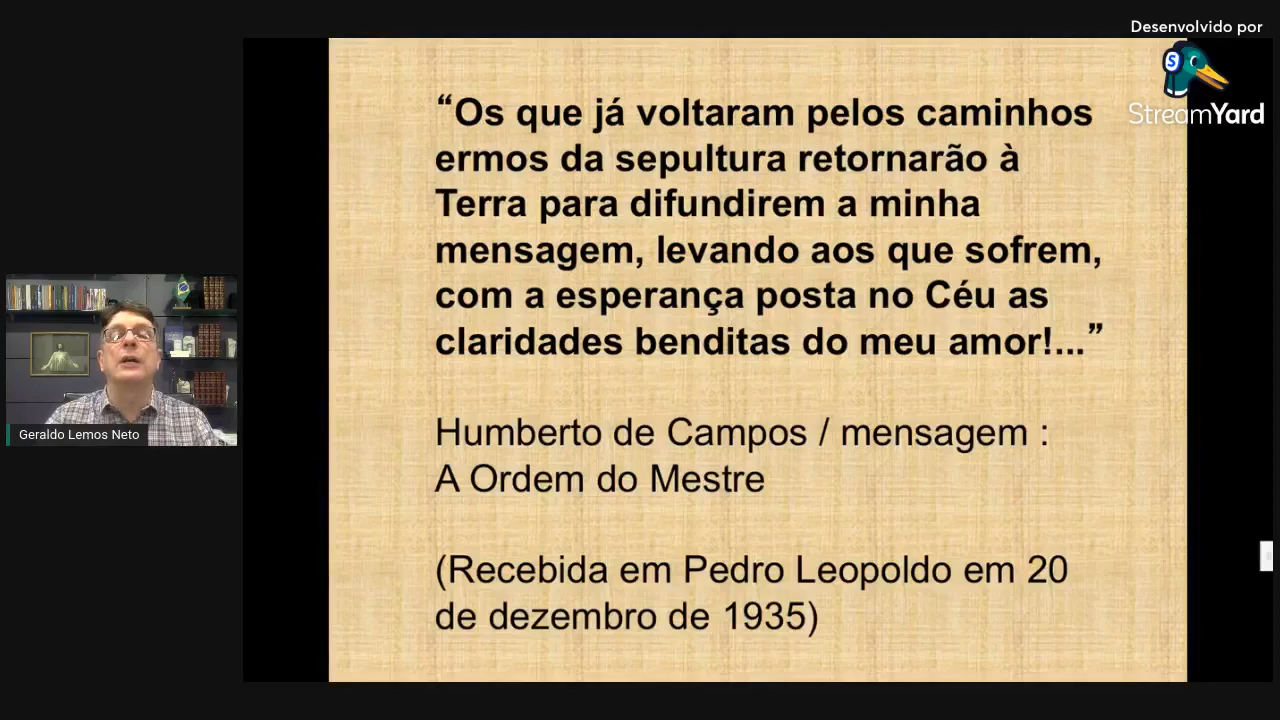 Desenvolvido por
StreamYard
“Os que já voltaram pelos caminhos
ermos da sepultura retornarão à
Terra para difundirem a minha
mensagem, levando aos que sofrem,
com a esperança posta no Céu as
claridades benditas do meu amor!...”
Humberto de Campos / mensagem :
A Ordem do Mestre
(Recebida em Pedro Leopoldo em 20
de dezembro de 1935)
Geraldo Lemos Neto